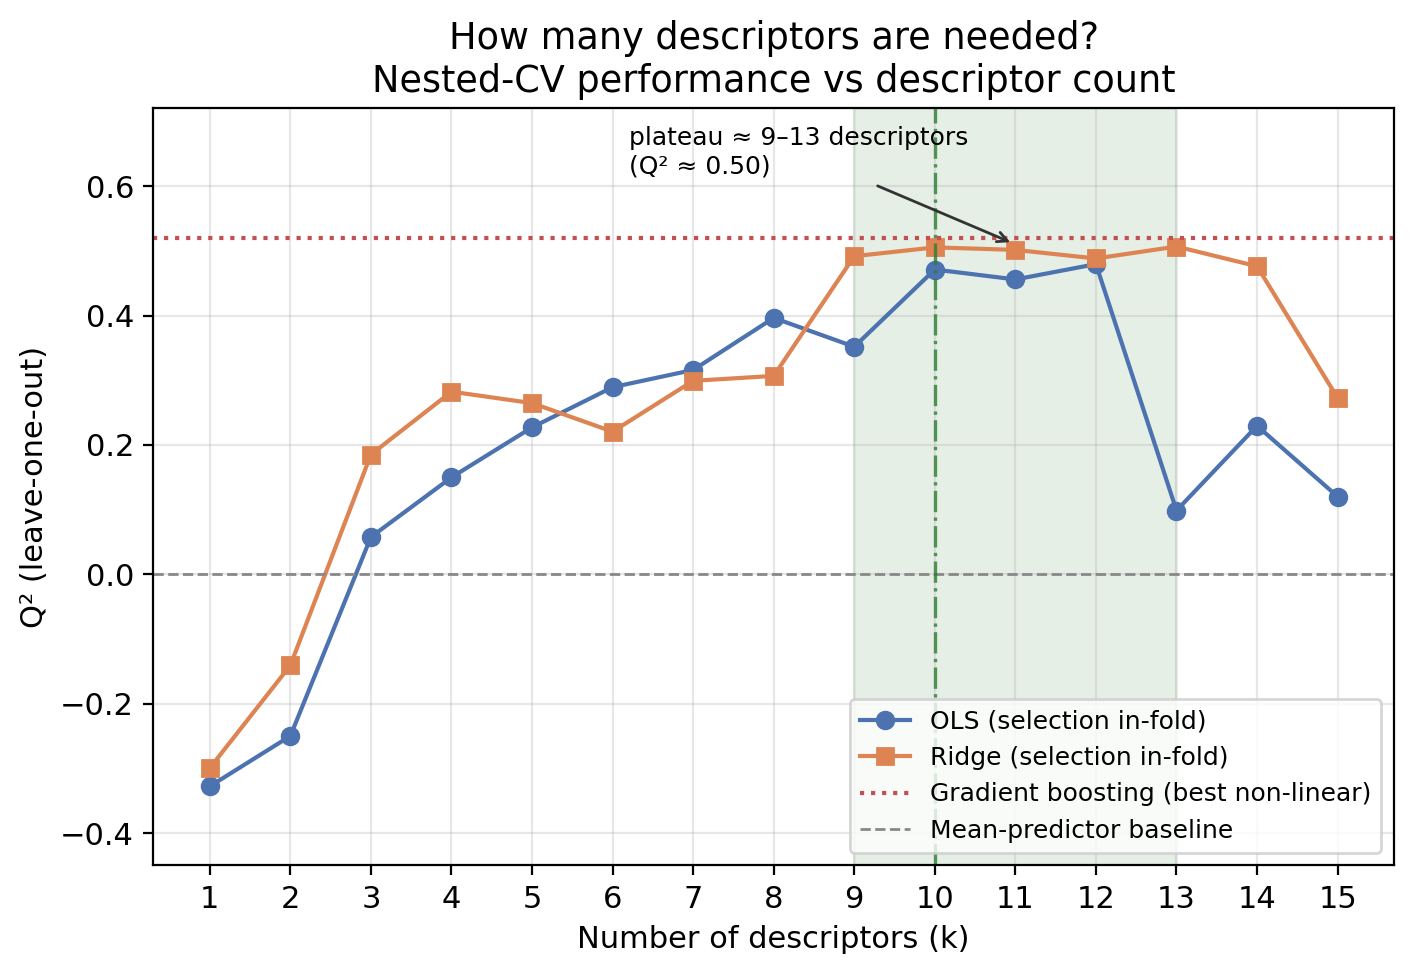 How many descriptors are needed?
Nested-CV performance vs descriptor count
plateau ≈ 9–13 descriptors
(Q² ≈ 0.50)
0.6
0.4
0.2
0.0
−0.2
−0.4
Q² (leave-one-out)
OLS (selection in-fold)
Ridge (selection in-fold)
Gradient boosting (best non-linear)
Mean-predictor baseline
1 2 3 4 5 6 7 8 9 10 11 12 13 14 15
Number of descriptors (k)